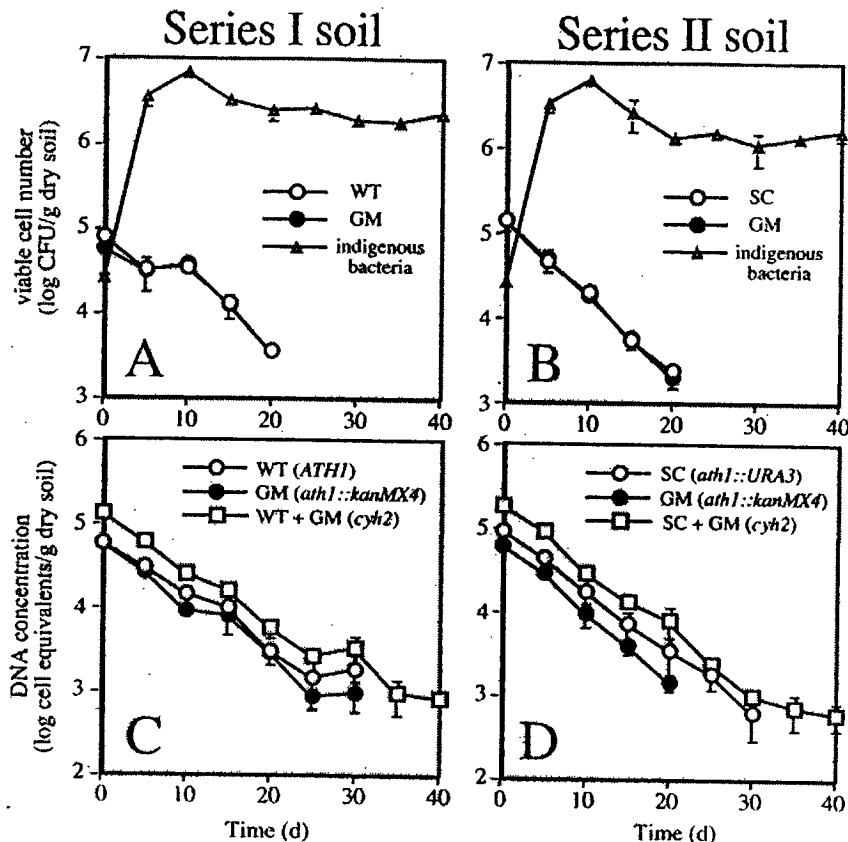 Series I soil
Series II soil
viable cell number
(log CFU/g dry soil)
7
6
5
4
3
WT
GM
indigenous
bacteria
A
0
10
20
30
40
7
6
5
4
3
SC
GM
indigenous
bacteria
B
0
10
20
30
40
DNA concentration
(log cell equivalents/g dry soil)
6
5
4
3
2
WT (ATH1)
GM (ath1::kanMX4)
WT + GM (cyh2)
C
0
10
20
30
40
Time (d)
6
5
4
3
2
SC (ath1::URA3)
GM (ath1::kanMX4)
SC + GM (cyh2)
D
0
10
20
30
40
Time (d)